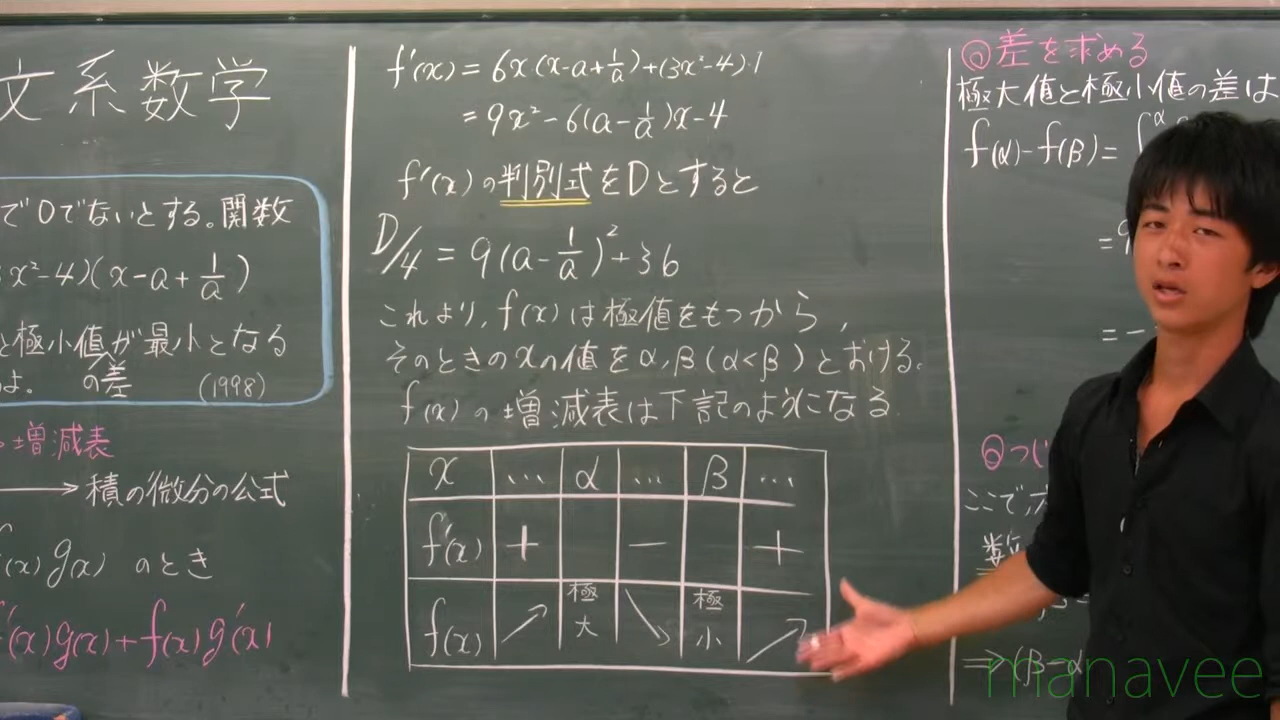 文系数学
で0でないとする。関数
x²-4)(x-a+1/a)
と極小値が最小となる
の差
は。 (1998)
増減表
→積の微分の公式
(x)g(x) のとき
f'(x)g(x)+f(x)g'(x)
f'(x)=6x(x-a+1/a)+(3x²-4)・1
=9x²-6(a-1/a)x-4
f'(x)の判別式をDとすると
D/4=9(a-1/a)²+36
これより,f(x)は極値をもつから,
そのときのxの値をα,β(α<β)とおける。
f(x)の増減表は下記のようになる.
x … α … β …
f'(x) + − +
f(x) ↗ 極大 ↘ 極小 ↗
◎差を求める
極大値と極小値の差は
f(α)-f(β)=∫^α
=
=-
◎つ
ここで,
数
⇒(β-α
manavee